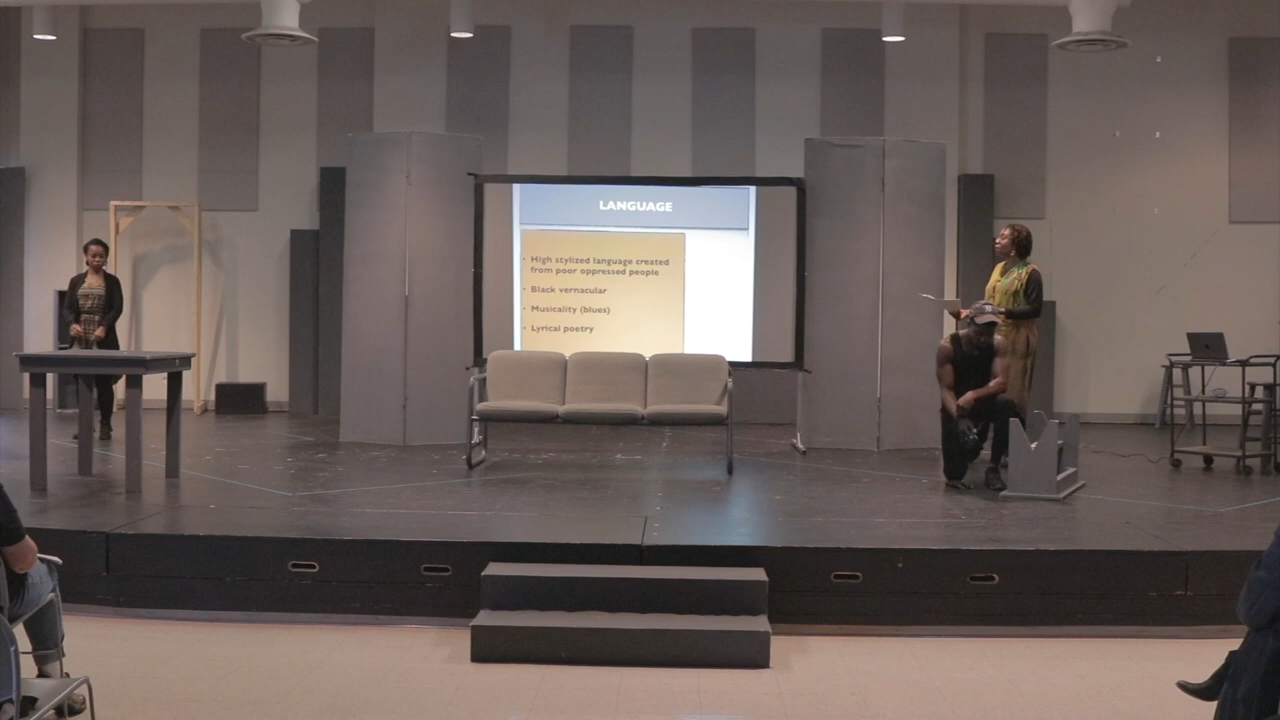 LANGUAGE
• High stylized language created
from poor oppressed people
• Black vernacular
• Musicality (blues)
• Lyrical poetry